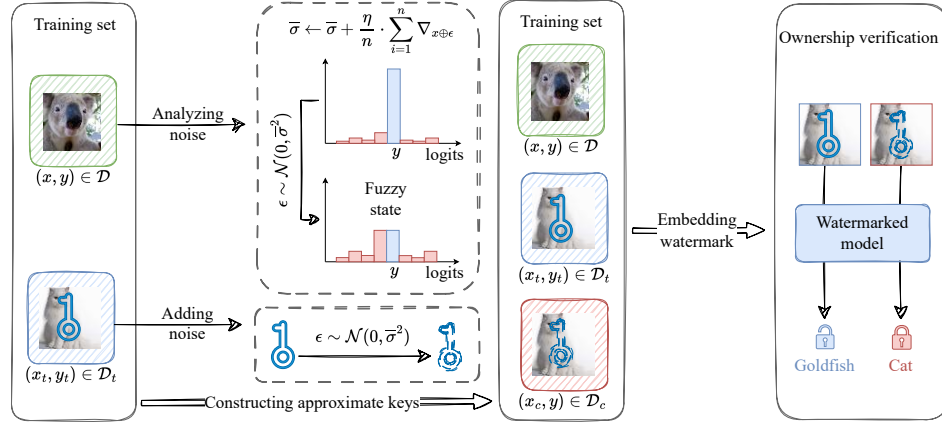 Training set
(x, y) ∈ 𝒟
(x_t, y_t) ∈ 𝒟_t
Analyzing
noise
Adding
noise
σ̅ ← σ̅ + η/n · ∑_{i=1}^{n} ∇_{x⊕ϵ}
y
logits
ϵ ∼ 𝒩(0, σ̅²)
Fuzzy
state
y
logits
ϵ ∼ 𝒩(0, σ̅²)
Constructing approximate keys
Training set
(x, y) ∈ 𝒟
(x_t, y_t) ∈ 𝒟_t
(x_c, y) ∈ 𝒟_c
Embedding
watermark
Ownership verification
Watermarked
model
Goldfish
Cat